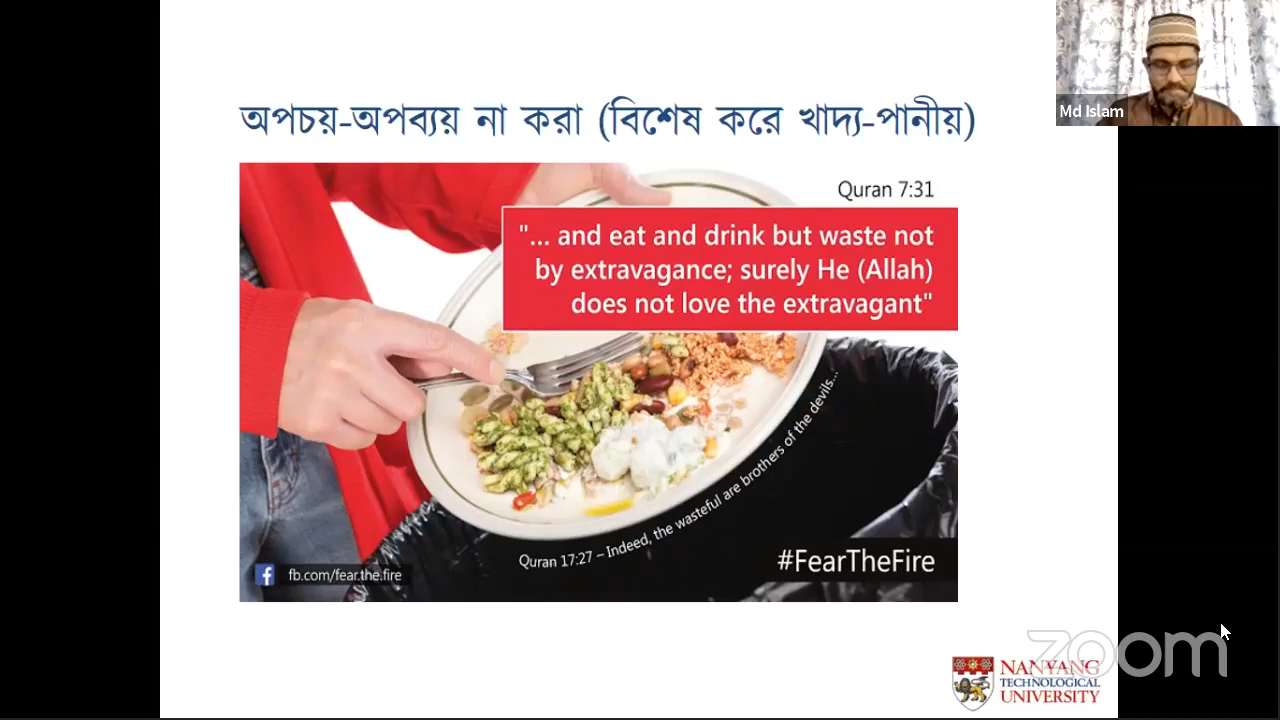 অপচয়-অপব্যয় না করা (বিশেষ করে খাদ্য-পানীয়)
Md Islam
Quran 7:31
"... and eat and drink but waste not
by extravagance; surely He (Allah)
does not love the extravagant"
Quran 17:27 – Indeed, the wasteful are brothers of the devils...
#FearTheFire
fb.com/fear.the.fire
zoom
NANYANG
TECHNOLOGICAL
UNIVERSITY